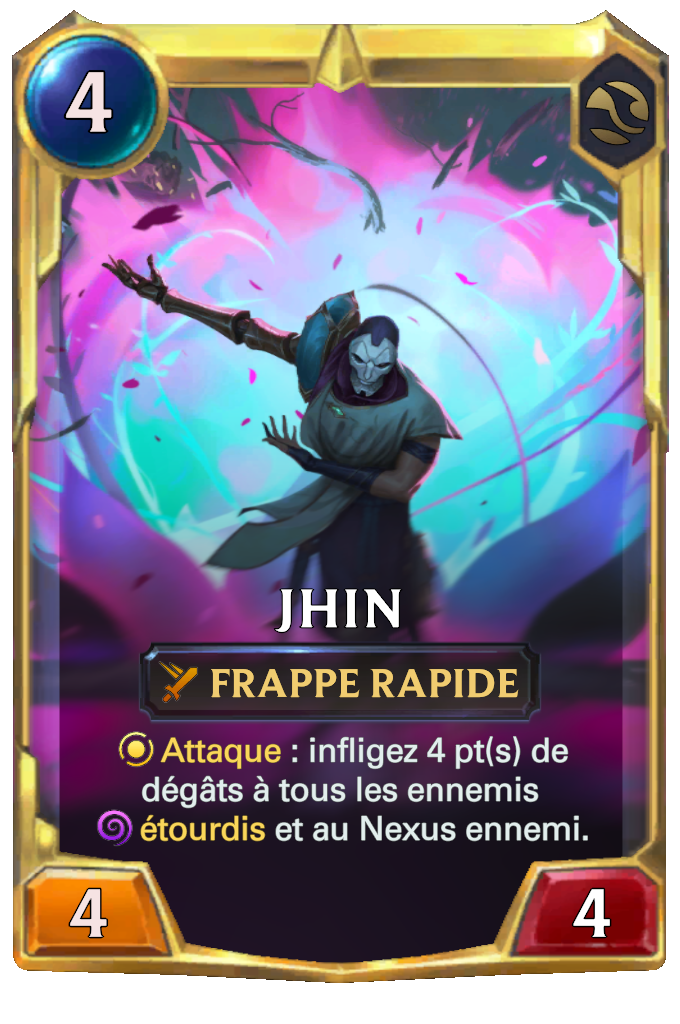 4
JHIN
FRAPPE RAPIDE
Attaque : infligez 4 pt(s) de
dégâts à tous les ennemis
étourdis et au Nexus ennemi.
4
4